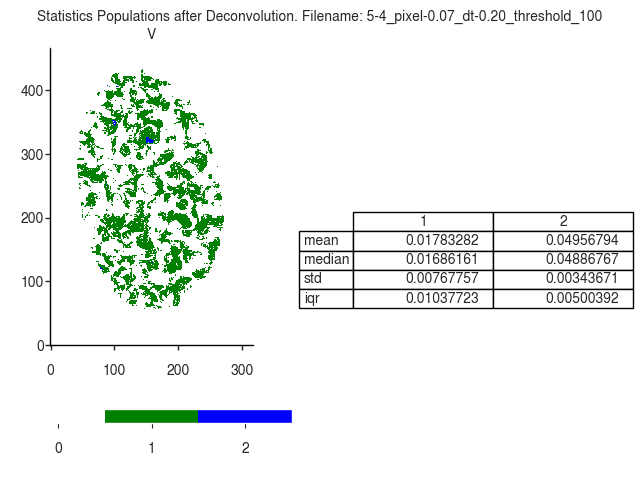 Statistics Populations after Deconvolution. Filename: 5-4_pixel-0.07_dt-0.20_threshold_100
V
400
300
200
100
0
0 100 200 300
1 2
mean 0.01783282 0.04956794
median 0.01686161 0.04886767
std 0.00767757 0.00343671
iqr 0.01037723 0.00500392
0 1 2